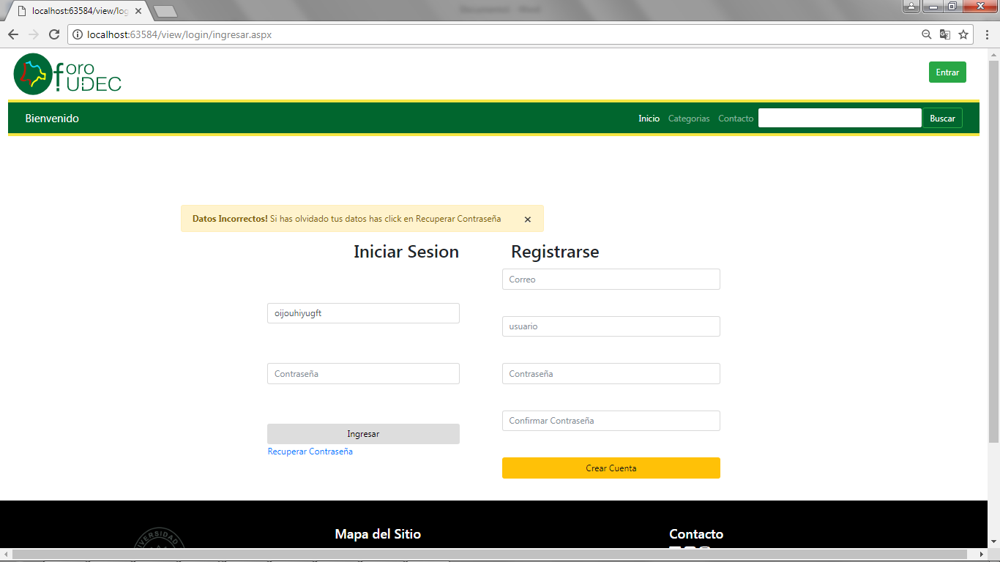 localhost:63584/view/log
localhost:63584/view/login/ingresar.aspx
foro
UDEC
Entrar
Bienvenido
Inicio
Categorias
Contacto
Buscar
Datos Incorrectos! Si has olvidado tus datos has click en Recuperar Contraseña
×
Iniciar Sesion
Registrarse
Correo
oijouhiyugft
usuario
Contraseña
Contraseña
Confirmar Contraseña
Ingresar
Recuperar Contraseña
Crear Cuenta
Mapa del Sitio
Contacto